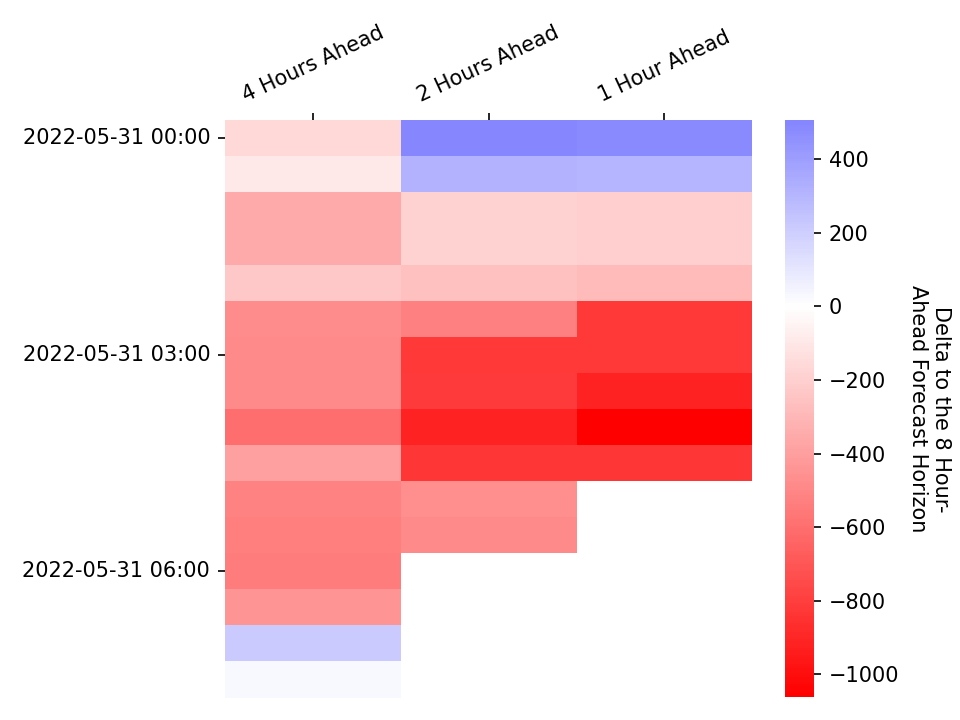 4 Hours Ahead
2 Hours Ahead
1 Hour Ahead
2022-05-31 00:00
2022-05-31 03:00
2022-05-31 06:00
400
200
0
−200
−400
−600
−800
−1000
Delta to the 8 Hour-
Ahead Forecast Horizon